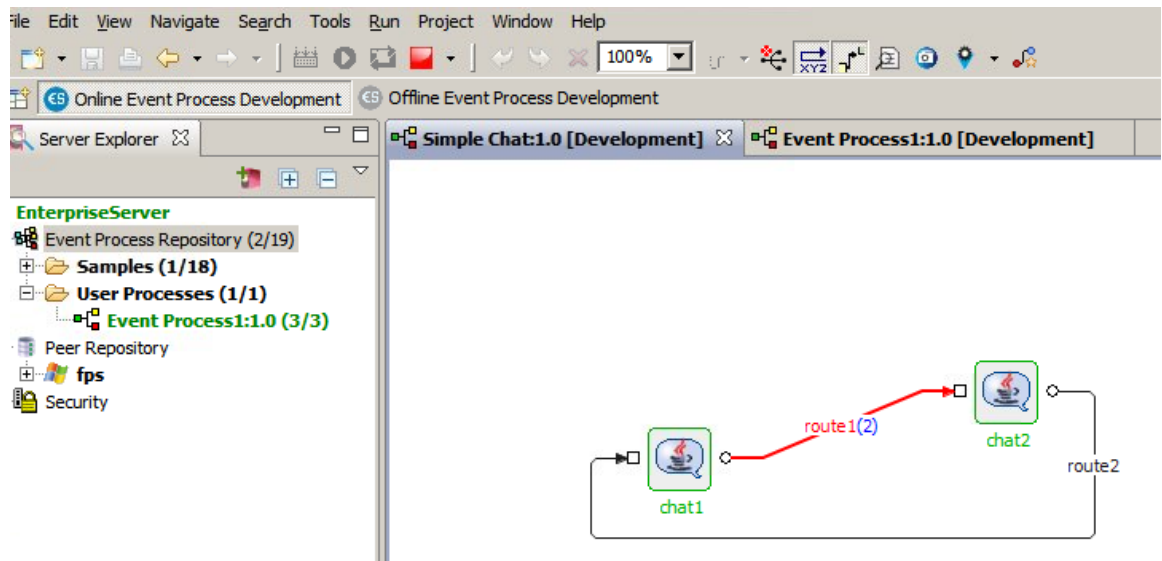 File Edit View Navigate Search Tools Run Project Window Help
100%
XYZ
Online Event Process Development Offline Event Process Development
Server Explorer
Simple Chat:1.0 [Development] Event Process1:1.0 [Development]
EnterpriseServer
Event Process Repository (2/19)
Samples (1/18)
User Processes (1/1)
Event Process1:1.0 (3/3)
Peer Repository
fps
Security
route1(2)
chat2
route2
chat1